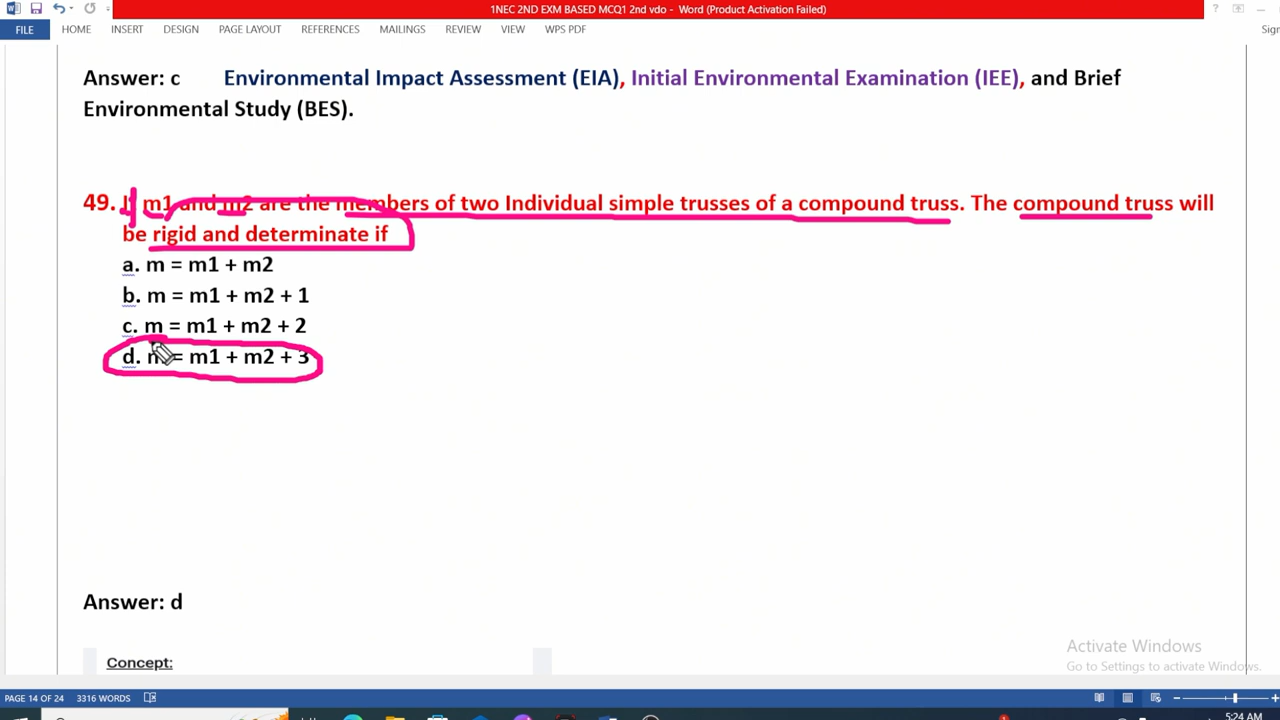 1NEC 2ND EXM BASED MCQ1 2nd vdo - Word (Product Activation Failed)
FILE HOME INSERT DESIGN PAGE LAYOUT REFERENCES MAILINGS REVIEW VIEW WPS PDF Sign
Answer: c Environmental Impact Assessment (EIA), Initial Environmental Examination (IEE), and Brief
Environmental Study (BES).
49. If m1 and m2 are the members of two Individual simple trusses of a compound truss. The compound truss will
be rigid and determinate if
a. m = m1 + m2
b. m = m1 + m2 + 1
c. m = m1 + m2 + 2
d. m = m1 + m2 + 3
Answer: d
Activate Windows
Go to Settings to activate Windows.
Concept:
PAGE 14 OF 24 3316 WORDS
5:24 AM